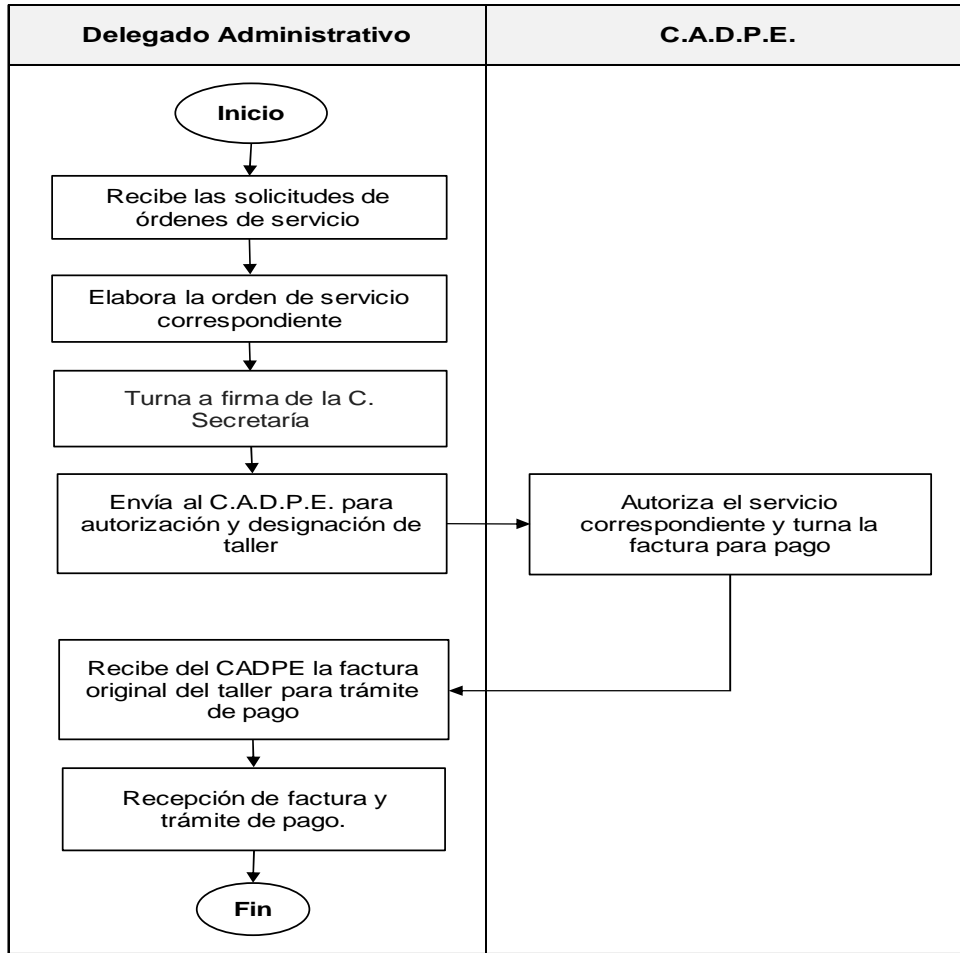 Delegado Administrativo
C.A.D.P.E.
Inicio
Recibe las solicitudes de
órdenes de servicio
Elabora la orden de servicio
correspondiente
Turna a firma de la C.
Secretaría
Envía al C.A.D.P.E. para
autorización y designación de
taller
Autoriza el servicio
correspondiente y turna la
factura para pago
Recibe del CADPE la factura
original del taller para trámite
de pago
Recepción de factura y
trámite de pago.
Fin